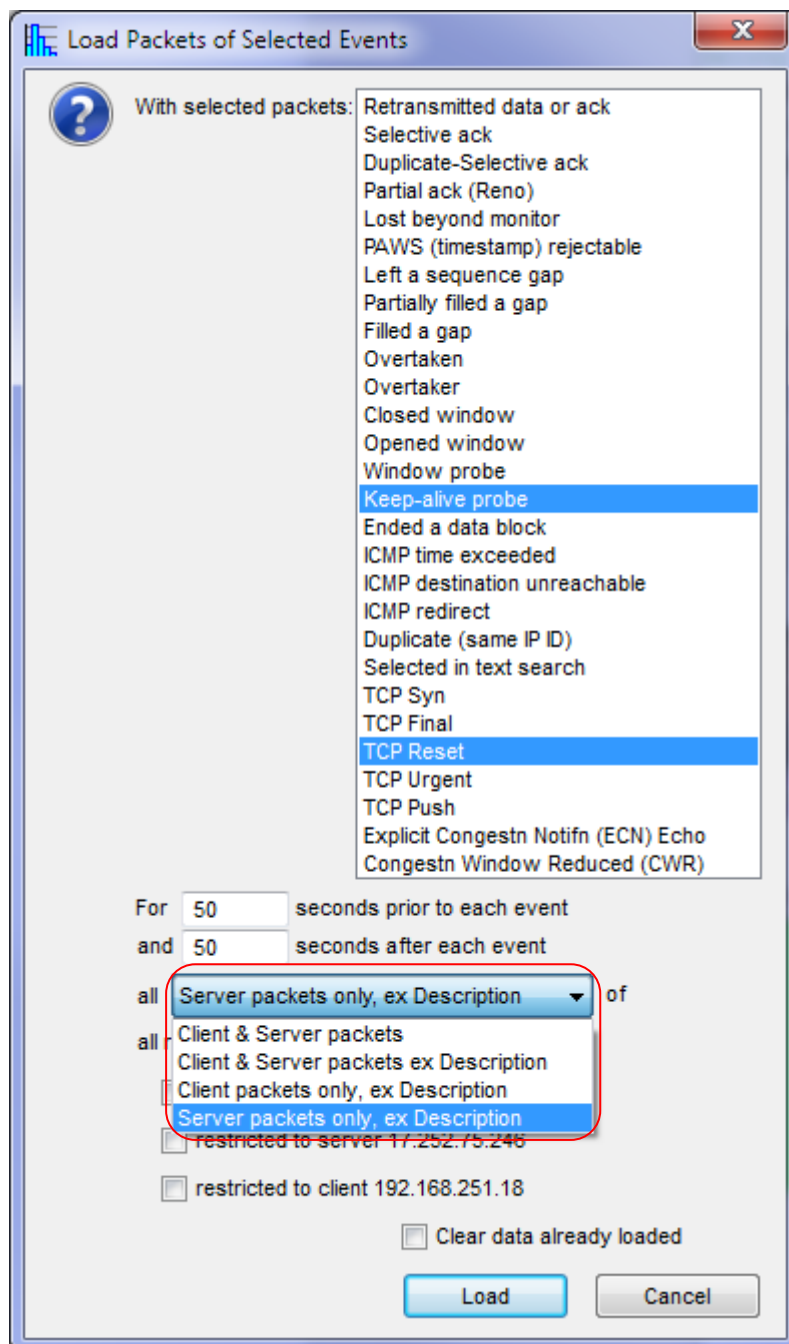 Load Packets of Selected Events
With selected packets:
Retransmitted data or ack
Selective ack
Duplicate-Selective ack
Partial ack (Reno)
Lost beyond monitor
PAWS (timestamp) rejectable
Left a sequence gap
Partially filled a gap
Filled a gap
Overtaken
Overtaker
Closed window
Opened window
Window probe
Keep-alive probe
Ended a data block
ICMP time exceeded
ICMP destination unreachable
ICMP redirect
Duplicate (same IP ID)
Selected in text search
TCP Syn
TCP Final
TCP Reset
TCP Urgent
TCP Push
Explicit Congestn Notifn (ECN) Echo
Congestn Window Reduced (CWR)
For 50 seconds prior to each event
and 50 seconds after each event
all Server packets only, ex Description of
all
Client & Server packets
Client & Server packets ex Description
Client packets only, ex Description
Server packets only, ex Description
restricted to server 17.252.75.246
restricted to client 192.168.251.18
Clear data already loaded
Load Cancel